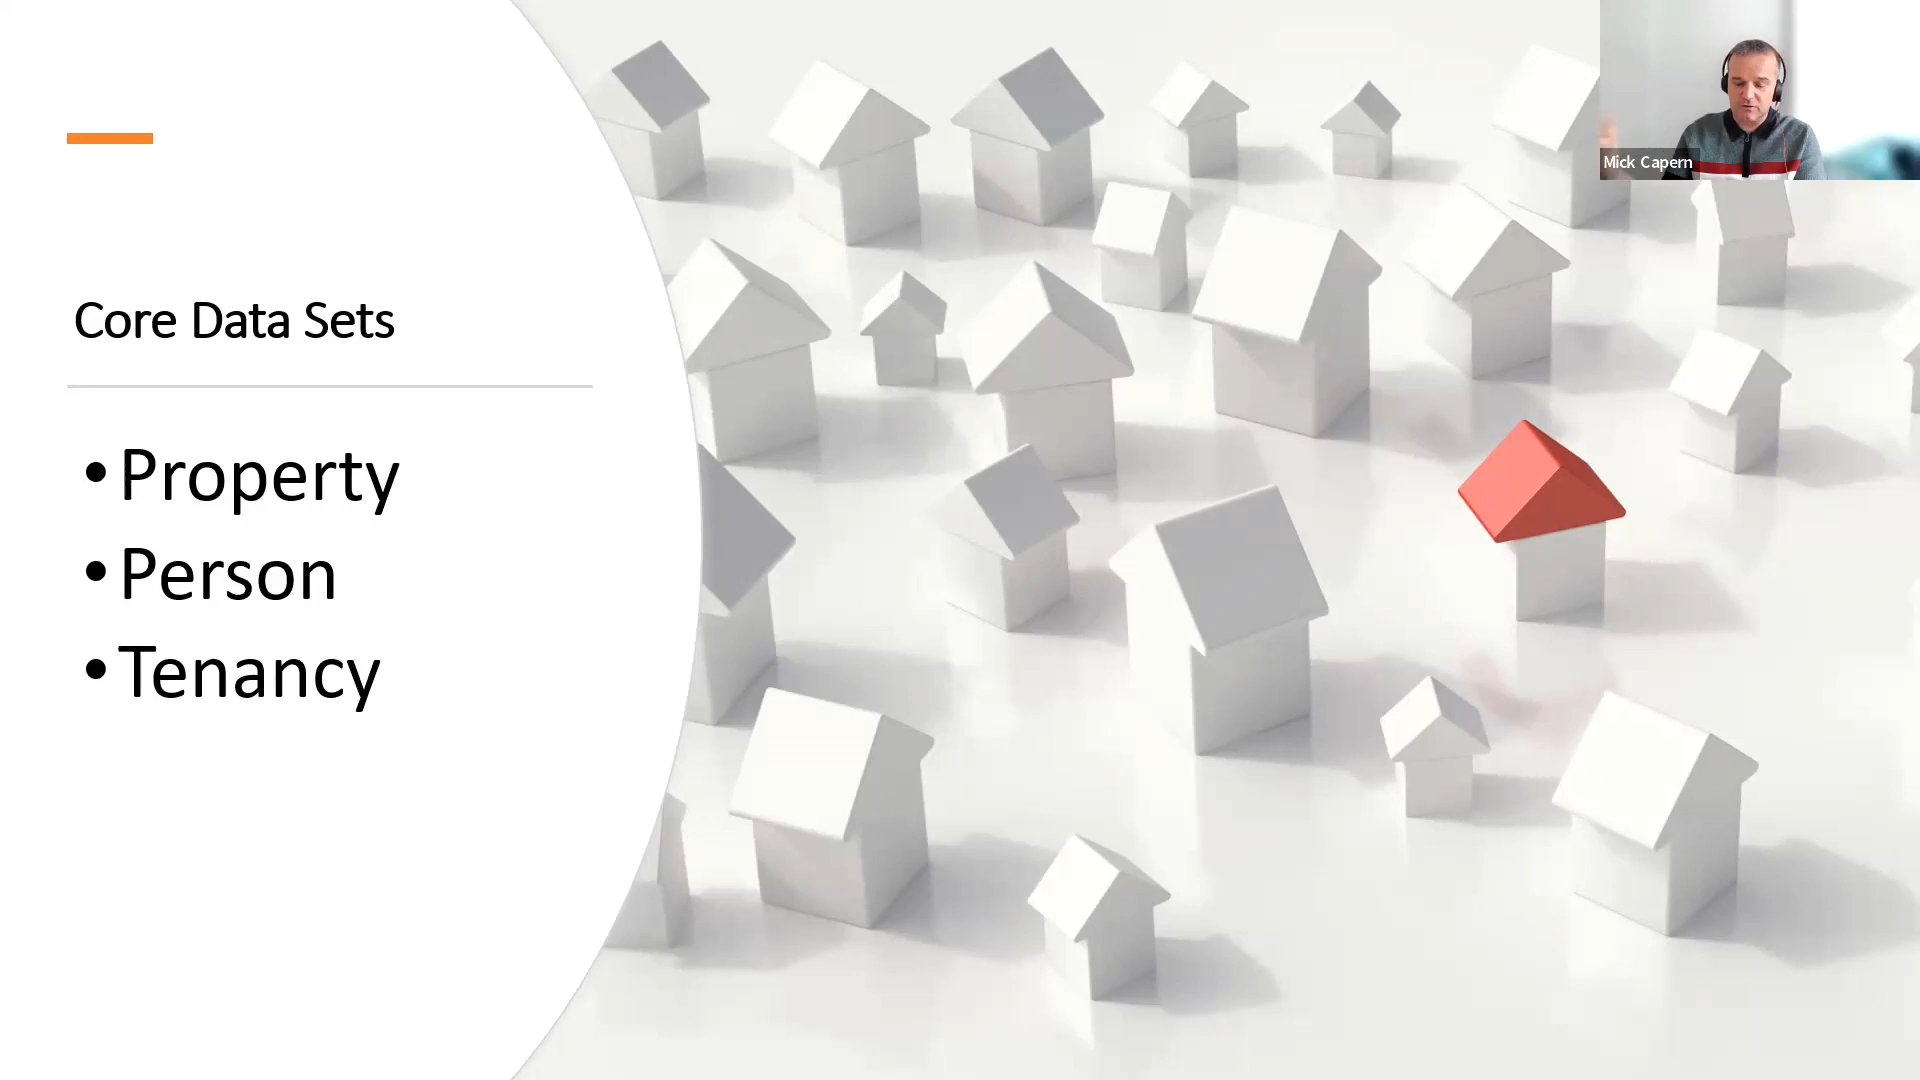 Core Data Sets
• Property
• Person
• Tenancy
Mick Capern